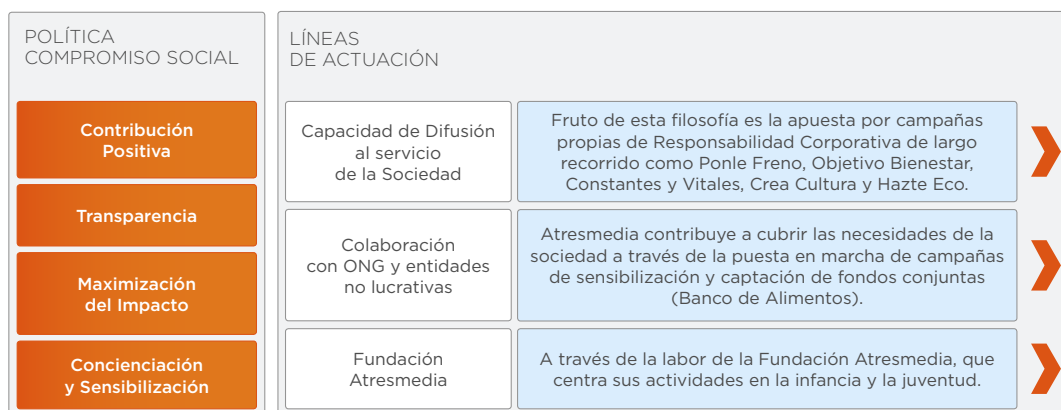 POLÍTICA
COMPROMISO SOCIAL
Contribución
Positiva
Transparencia
Maximización
del Impacto
Concienciación
y Sensibilización
LÍNEAS
DE ACTUACIÓN
Capacidad de Difusión
al servicio
de la Sociedad
Fruto de esta filosofía es la apuesta por campañas
propias de Responsabilidad Corporativa de largo
recorrido como Ponle Freno, Objetivo Bienestar,
Constantes y Vitales, Crea Cultura y Hazte Eco.
Colaboración
con ONG y entidades
no lucrativas
Atresmedia contribuye a cubrir las necesidades de la
sociedad a través de la puesta en marcha de campañas
de sensibilización y captación de fondos conjuntas
(Banco de Alimentos).
Fundación
Atresmedia
A través de la labor de la Fundación Atresmedia, que
centra sus actividades en la infancia y la juventud.